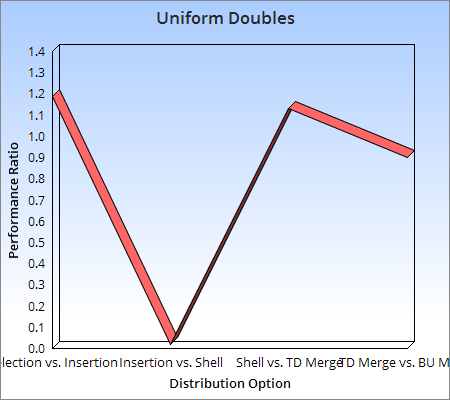 Uniform Doubles
Performance Ratio
1.4
1.3
1.2
1.1
1.0
0.9
0.8
0.7
0.6
0.5
0.4
0.3
0.2
0.1
0.0
lection vs. Insertion
Insertion vs. Shell
Shell vs. TD Merge
TD Merge vs. BU M
Distribution Option